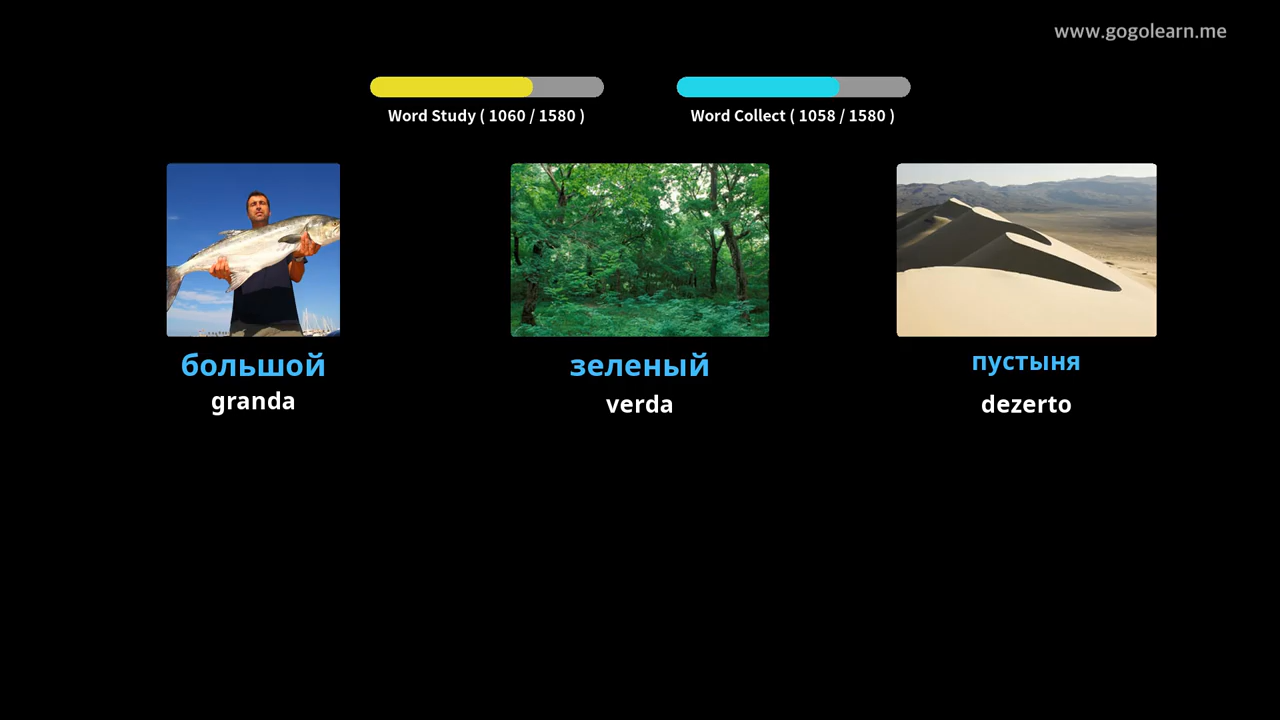 www.gogolearn.me
Word Study ( 1060 / 1580 )
Word Collect ( 1058 / 1580 )
большой
granda
зеленый
verda
пустыня
dezerto